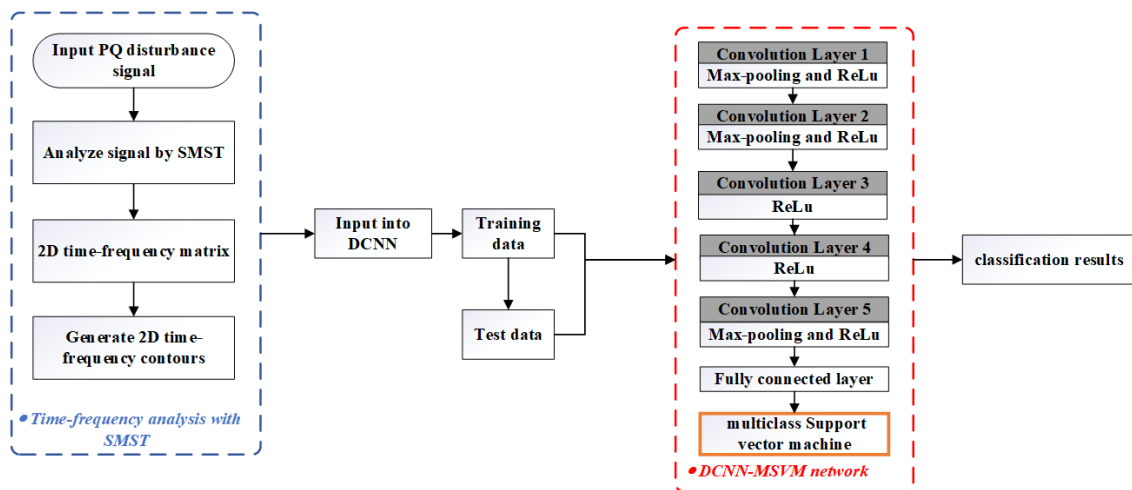 Input PQ disturbance
signal
Analyze signal by SMST
2D time-frequency matrix
Generate 2D time-
frequency contours
• Time-frequency analysis with
SMST
Input into
DCNN
Training
data
Test data
Convolution Layer 1
Max-pooling and ReLu
Convolution Layer 2
Max-pooling and ReLu
Convolution Layer 3
ReLu
Convolution Layer 4
ReLu
Convolution Layer 5
Max-pooling and ReLu
Fully connected layer
multiclass Support
vector machine
• DCNN-MSVM network
classification results